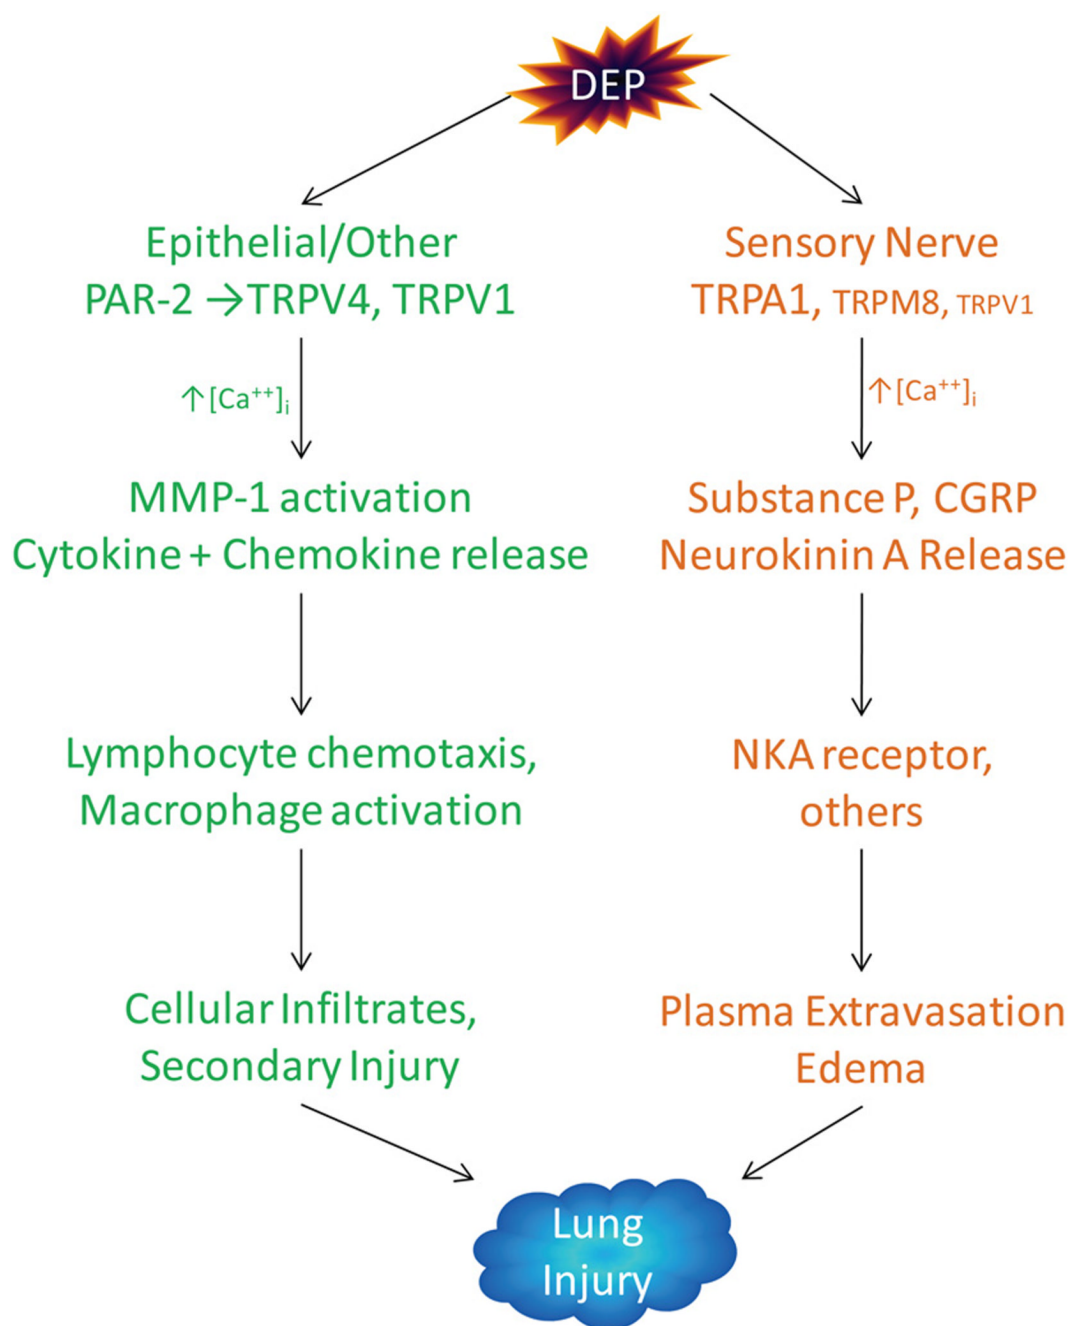 DEP
Epithelial/Other
PAR-2 →TRPV4, TRPV1
↑[Ca⁺⁺]ᵢ
MMP-1 activation
Cytokine + Chemokine release
Lymphocyte chemotaxis,
Macrophage activation
Cellular Infiltrates,
Secondary Injury
Sensory Nerve
TRPA1, TRPM8, TRPV1
↑[Ca⁺⁺]ᵢ
Substance P, CGRP
Neurokinin A Release
NKA receptor,
others
Plasma Extravasation
Edema
Lung
Injury